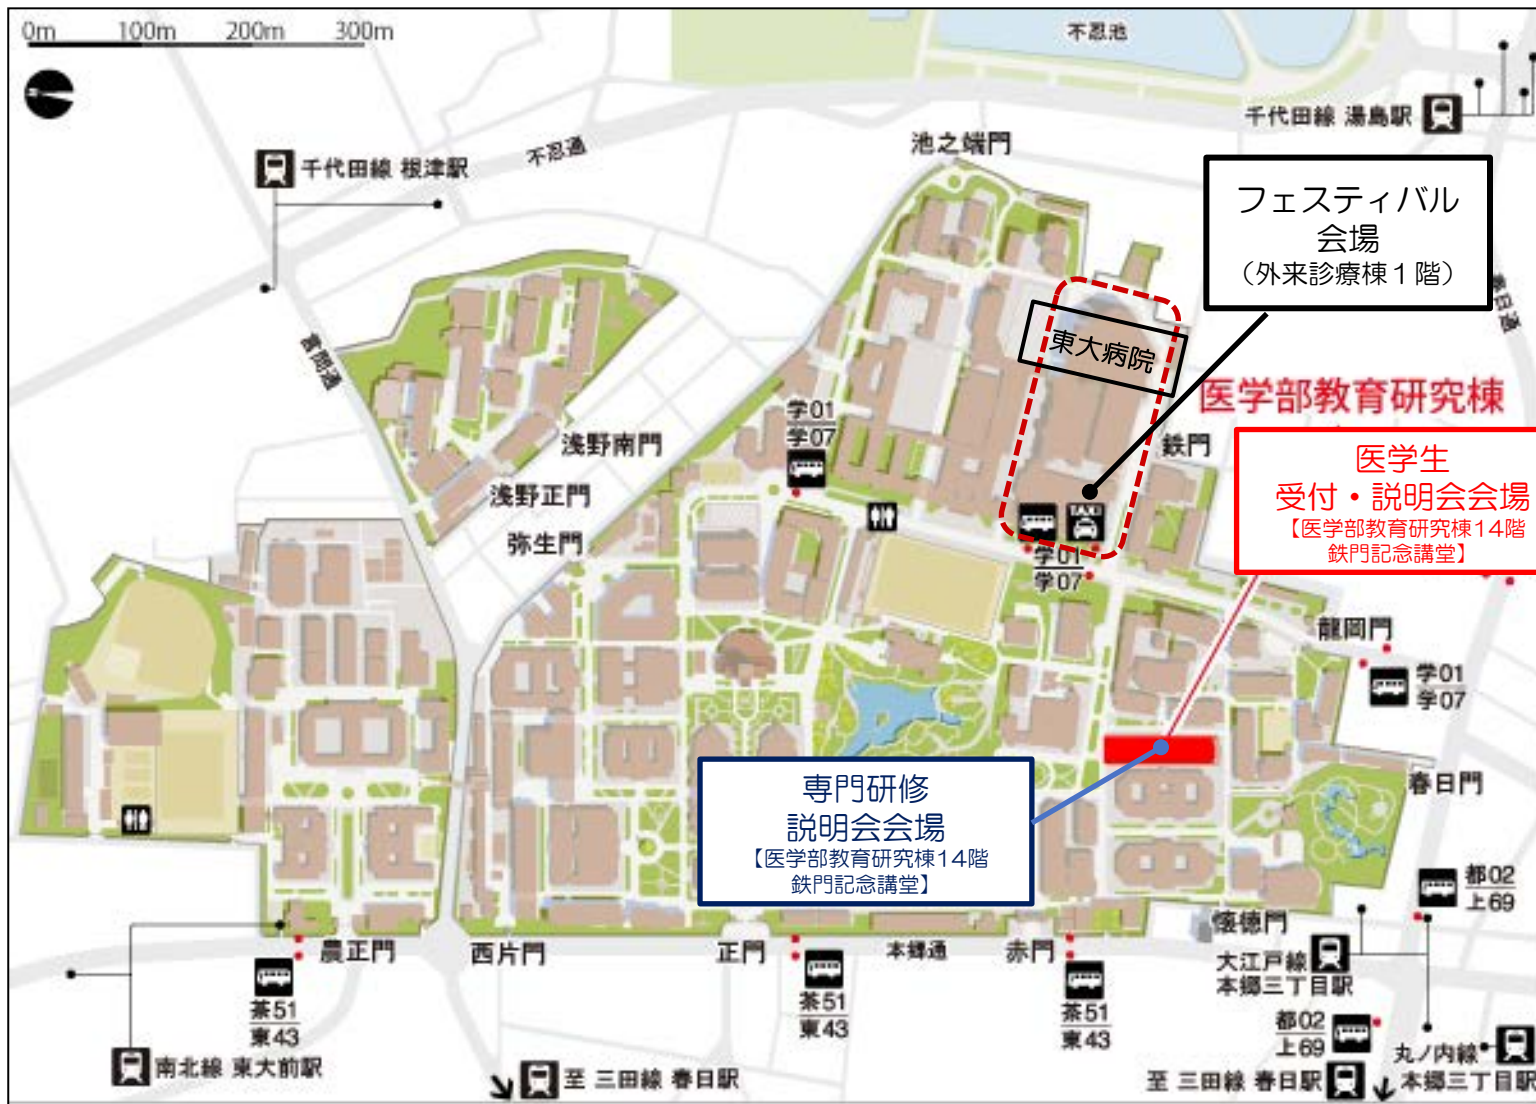 0m 100m 200m 300m
不忍池
千代田線 湯島駅
千代田線 根津駅
不忍通
池之端門
フェスティバル
会場
（外来診療棟１階）
春日通
東大病院
言問通
医学部教育研究棟
学01
学07
浅野南門
鉄門
医学生
受付・説明会会場
【医学部教育研究棟14階
鉄門記念講堂】
浅野正門
TAXI
弥生門
学01
学07
龍岡門
学01
学07
専門研修
説明会会場
【医学部教育研究棟14階
鉄門記念講堂】
春日門
都02
上69
懐徳門
農正門
西片門
正門
本郷通
赤門
大江戸線
本郷三丁目駅
茶51
東43
茶51
東43
茶51
東43
都02
上69
丸ノ内線
本郷三丁目駅
南北線 東大前駅
至 三田線 春日駅
至 三田線 春日駅